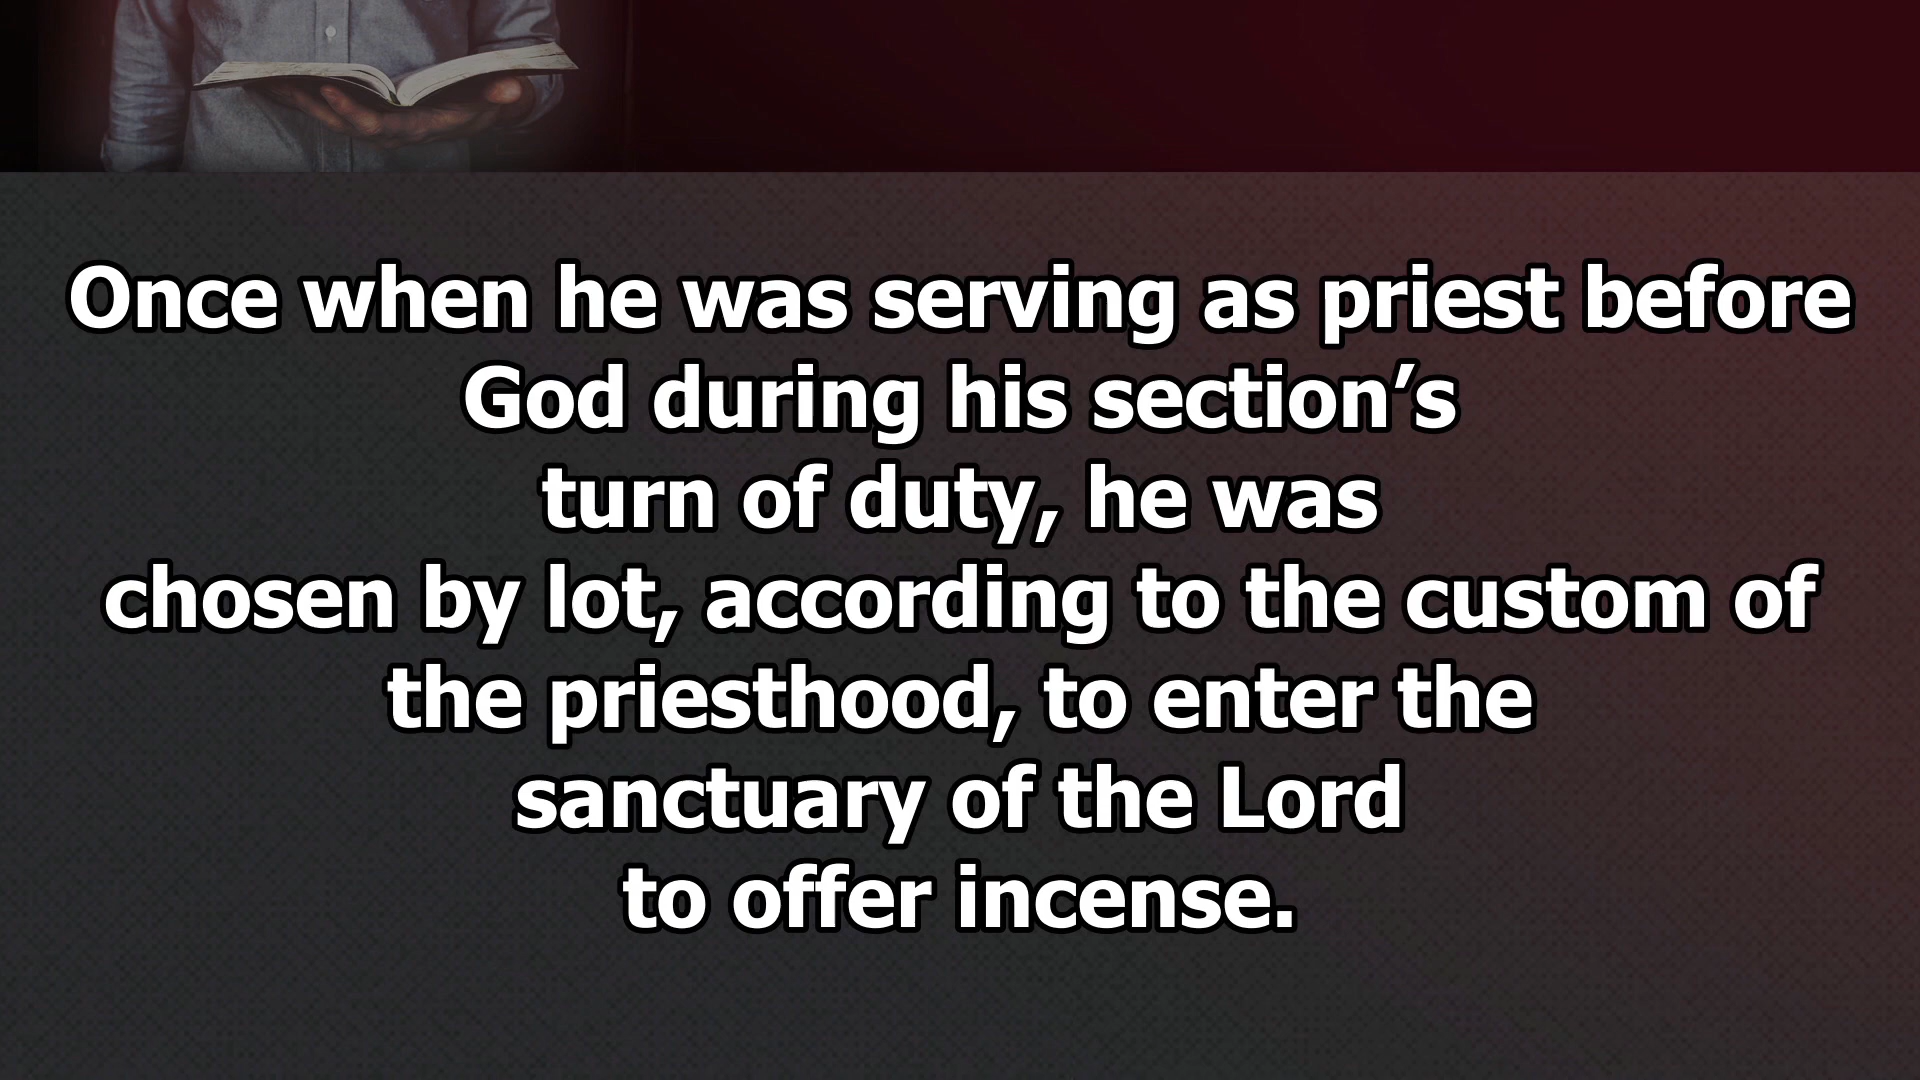 Once when he was serving as priest before
God during his section’s
turn of duty, he was
chosen by lot, according to the custom of
the priesthood, to enter the
sanctuary of the Lord
to offer incense.